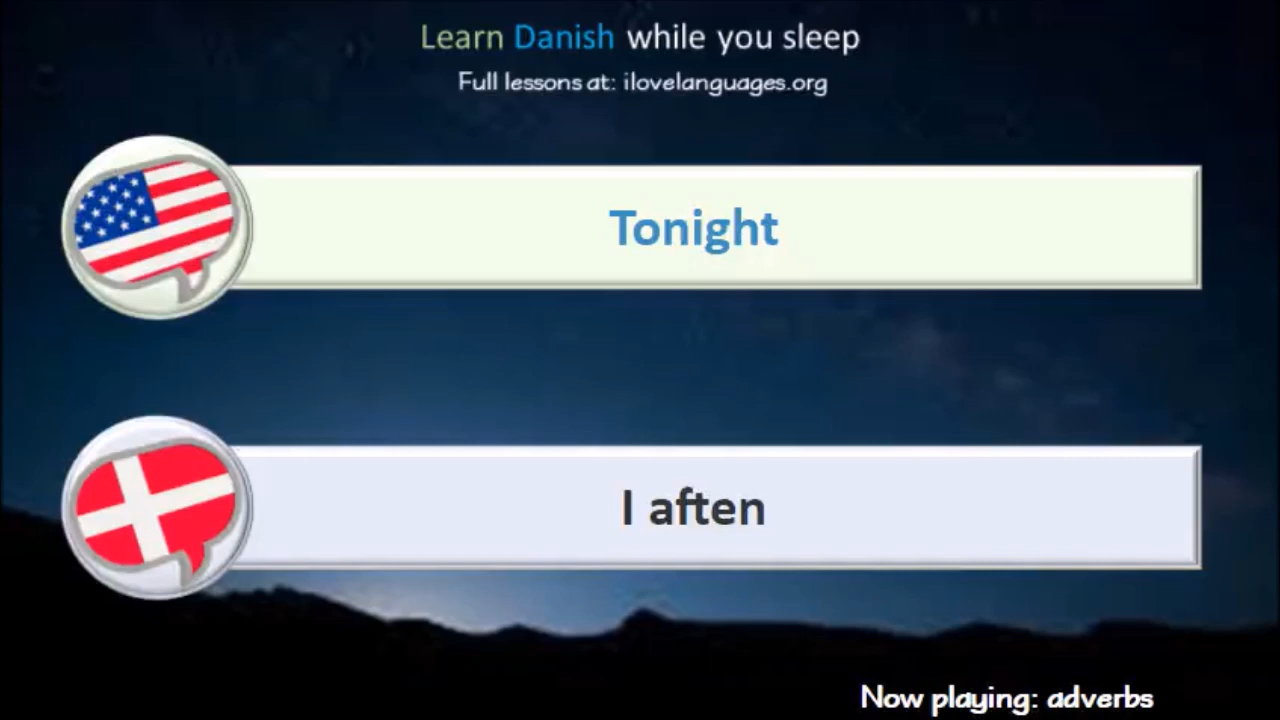 Learn Danish while you sleep
Full lessons at: ilovelanguages.org
Tonight
I aften
Now playing: adverbs